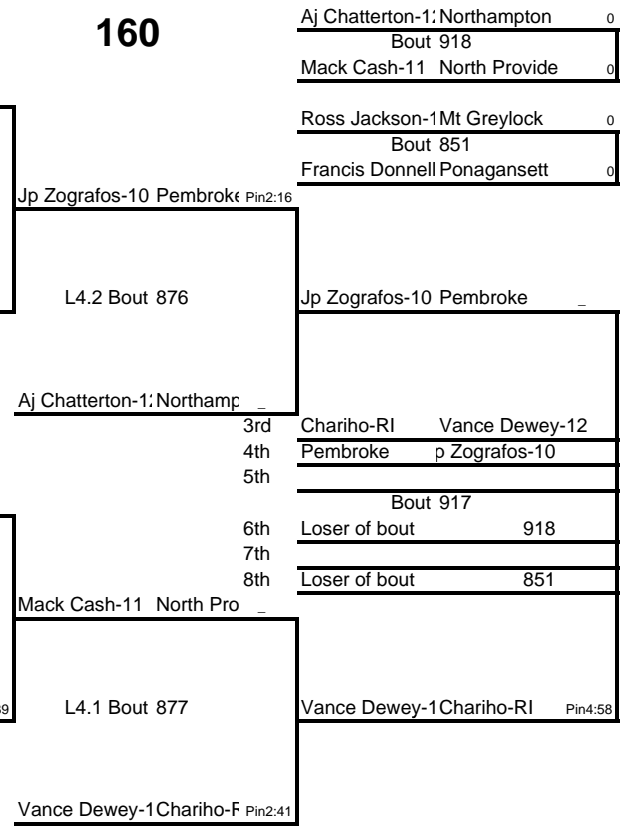 160
Aj Chatterton-1 Northampton 0
Bout 918
Mack Cash-11 North Provide 0
Ross Jackson-1 Mt Greylock 0
Bout 851
Francis Donnell Ponagansett 0
Jp Zografos-10 Pembroke Pin2:16
L4.2 Bout 876
Jp Zografos-10 Pembroke _
Aj Chatterton-1 Northamp _
3rd Chariho-RI Vance Dewey-12
4th Pembroke p Zografos-10
5th
Bout 917
6th Loser of bout 918
7th
8th Loser of bout 851
Mack Cash-11 North Pro _
L4.1 Bout 877
Vance Dewey-1 Chariho-RI Pin4:58
Vance Dewey-1 Chariho-R Pin2:41